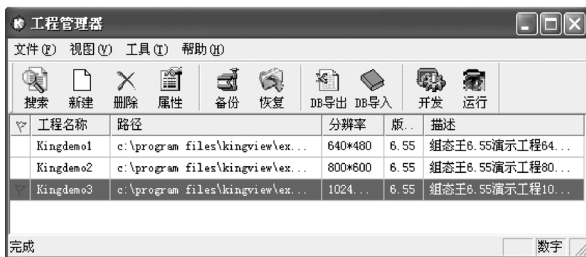 工程管理器
文件(F) 视图(V) 工具(T) 帮助(H)
搜索 新建 删除 属性 备份 恢复 DB导出 DB导入 开发 运行
工程名称 路径 分辨率 版.. 描述
Kingdemo1 c:\program files\kingview\ex... 640*480 6.55 组态王6.55演示工程64...
Kingdemo2 c:\program files\kingview\ex... 800*600 6.55 组态王6.55演示工程80...
Kingdemo3 c:\program files\kingview\ex... 1024... 6.55 组态王6.55演示工程10...
完成 数字